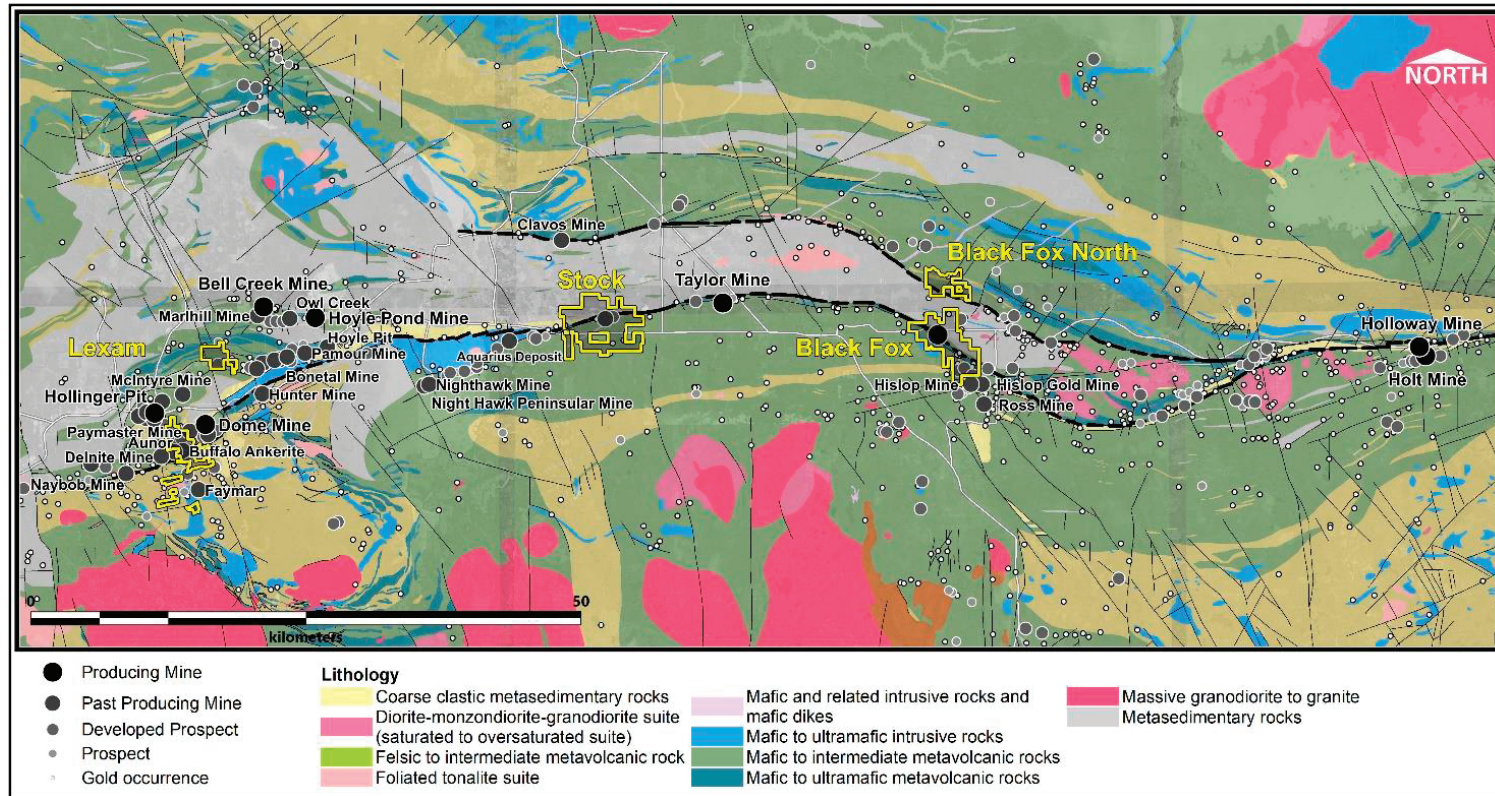 NORTH
Clavos Mine
Black Fox North
Stock
Taylor Mine
Bell Creek Mine
Owl Creek
Marlhill Mine
Hoyle Pond Mine
Holloway Mine
Hoyle Pit
Lexam
Pamour Mine
Aquarius Deposit
Black Fox
Holt Mine
McIntyre Mine
Bonetal Mine
Nighthawk Mine
Hislop Mine
Hislop Gold Mine
Hollinger Pit
Hunter Mine
Night Hawk Peninsular Mine
Ross Mine
Dome Mine
Paymaster Mine
Aunor
Buffalo Ankerite
Delnite Mine
Naybob Mine
Faymar
0
50
kilometers
Producing Mine
Past Producing Mine
Developed Prospect
Prospect
Gold occurrence
Lithology
Coarse clastic metasedimentary rocks
Diorite-monzondiorite-granodiorite suite
(saturated to oversaturated suite)
Felsic to intermediate metavolcanic rock
Foliated tonalite suite
Mafic and related intrusive rocks and
mafic dikes
Mafic to ultramafic intrusive rocks
Mafic to intermediate metavolcanic rocks
Mafic to ultramafic metavolcanic rocks
Massive granodiorite to granite
Metasedimentary rocks